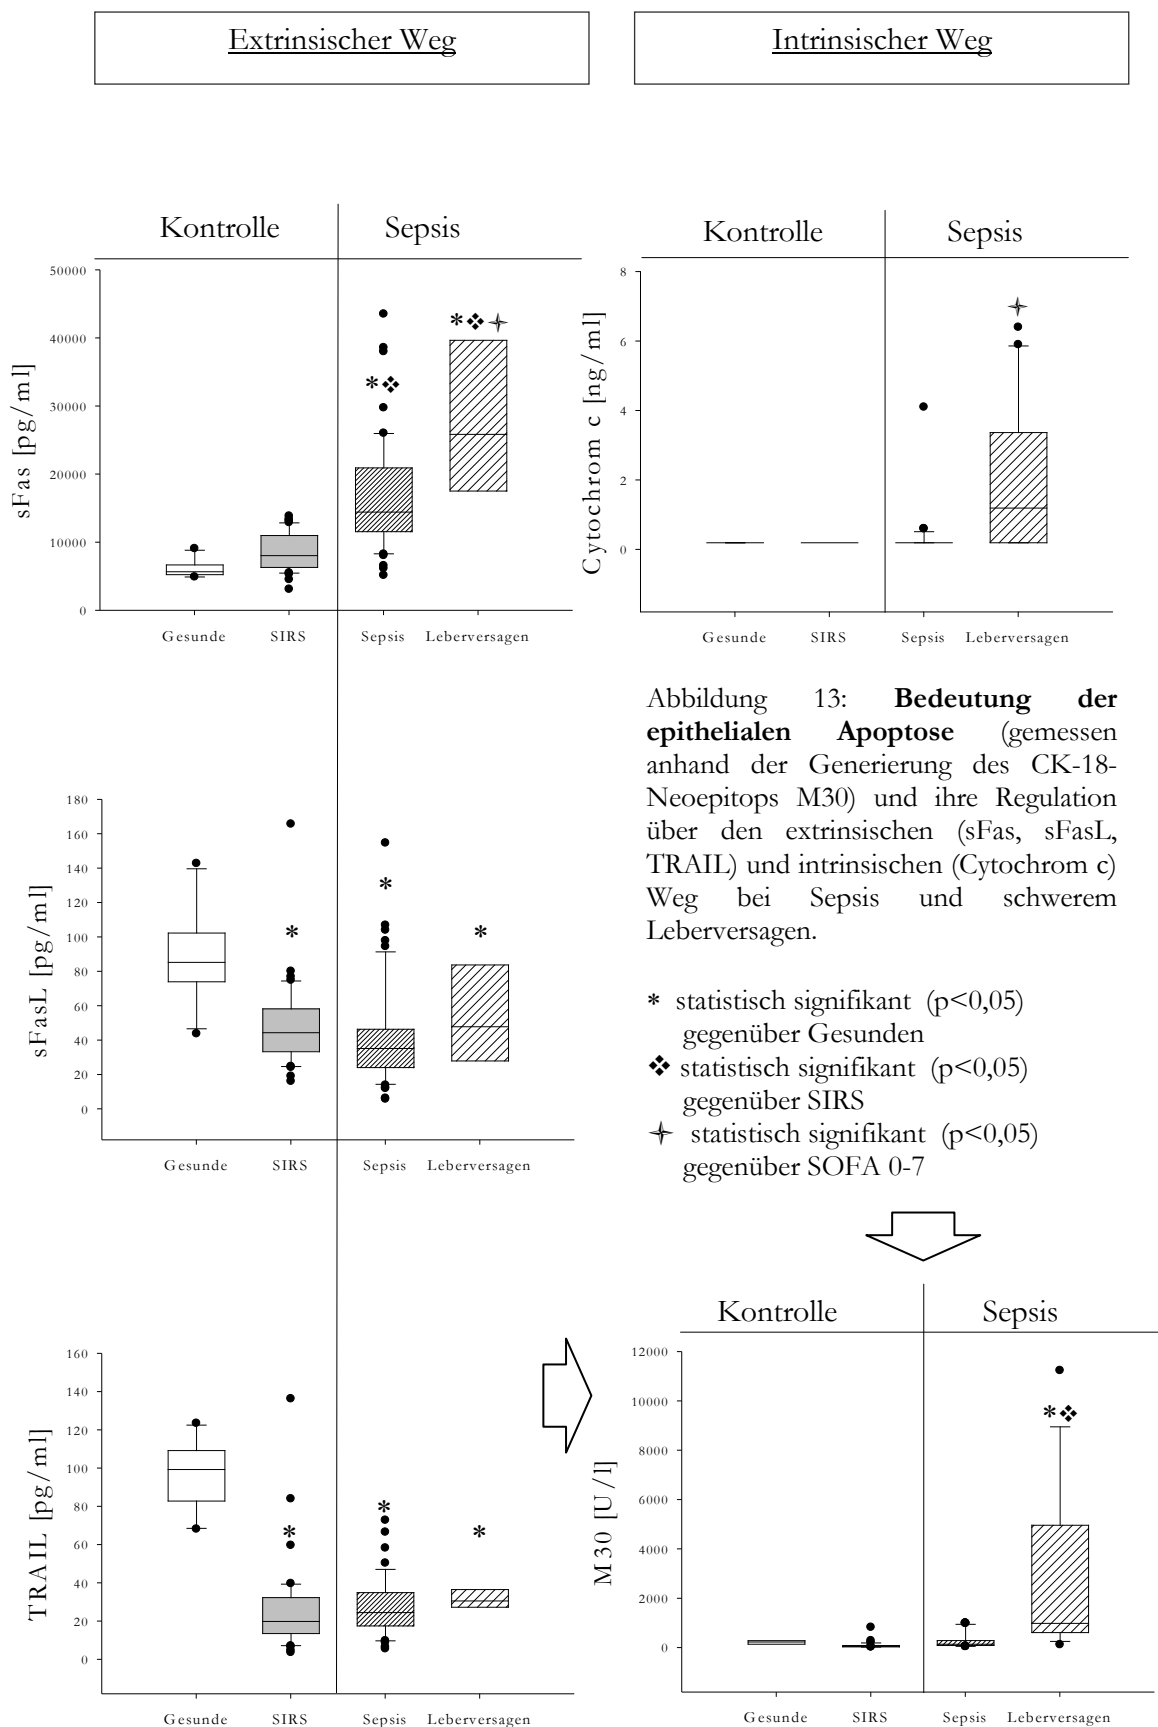 Extrinsischer Weg
Intrinsischer Weg
Kontrolle
Sepsis
sFas [pg/ml]
50000
40000
30000
20000
10000
0
*❖
*❖✧
Gesunde
SIRS
Sepsis
Leberversagen
Kontrolle
Sepsis
Cytochrom c [ng/ml]
8
6
4
2
0
✧
Gesunde
SIRS
Sepsis
Leberversagen
sFasL [pg/ml]
180
160
140
120
100
80
60
40
20
0
*
*
*
Gesunde
SIRS
Sepsis
Leberversagen
Abbildung 13: Bedeutung der
epithelialen Apoptose (gemessen
anhand der Generierung des CK-18-
Neoepitops M30) und ihre Regulation
über den extrinsischen (sFas, sFasL,
TRAIL) und intrinsischen (Cytochrom c)
Weg bei Sepsis und schwerem
Leberversagen.
* statistisch signifikant (p<0,05)
gegenüber Gesunden
❖ statistisch signifikant (p<0,05)
gegenüber SIRS
✧ statistisch signifikant (p<0,05)
gegenüber SOFA 0-7
TRAIL [pg/ml]
160
140
120
100
80
60
40
20
0
*
*
*
Gesunde
SIRS
Sepsis
Leberversagen
Kontrolle
Sepsis
M30 [U/l]
12000
10000
8000
6000
4000
2000
0
*❖
Gesunde
SIRS
Sepsis
Leberversagen